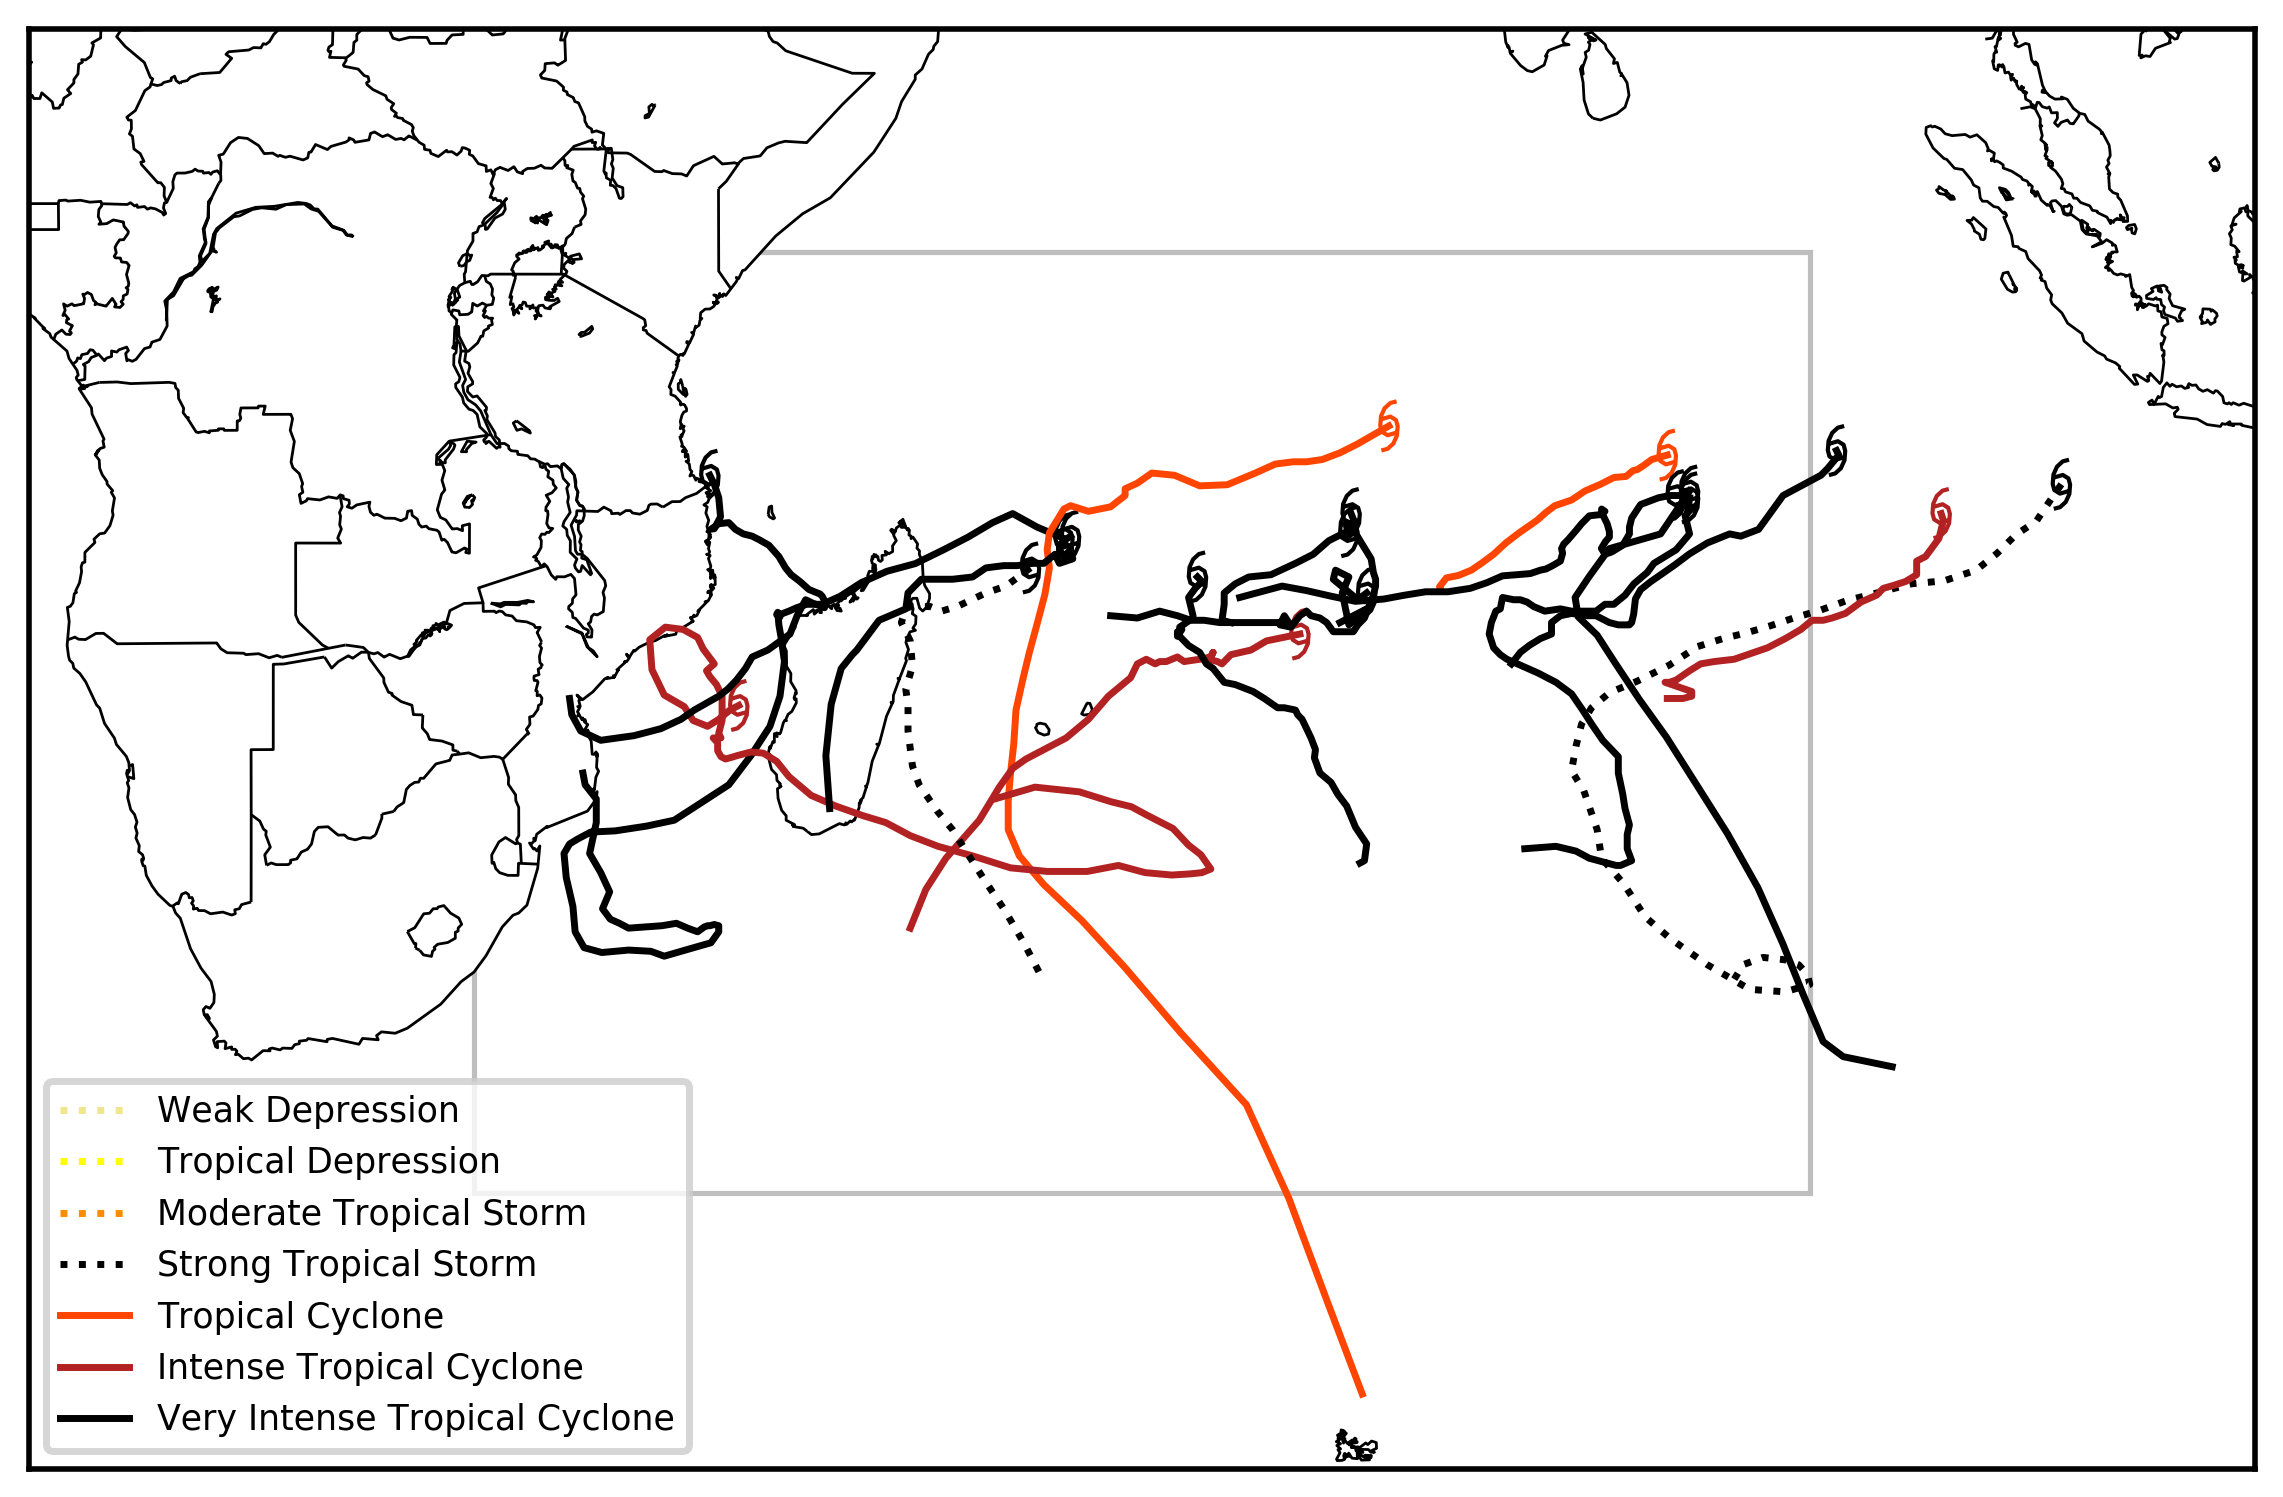 Weak Depression
Tropical Depression
Moderate Tropical Storm
Strong Tropical Storm
Tropical Cyclone
Intense Tropical Cyclone
Very Intense Tropical Cyclone